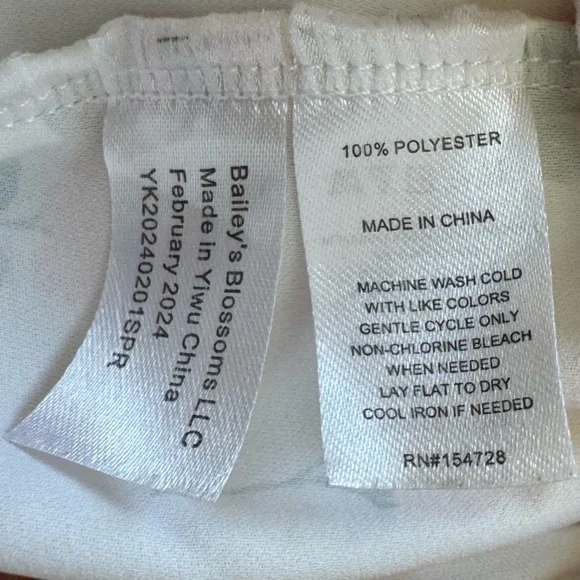 Bailey's Blossoms LLC
Made in Yiwu China
February 2024
YK20240201SPR
100% POLYESTER
MADE IN CHINA
MACHINE WASH COLD
WITH LIKE COLORS
GENTLE CYCLE ONLY
NON-CHLORINE BLEACH
WHEN NEEDED
LAY FLAT TO DRY
COOL IRON IF NEEDED
RN#154728